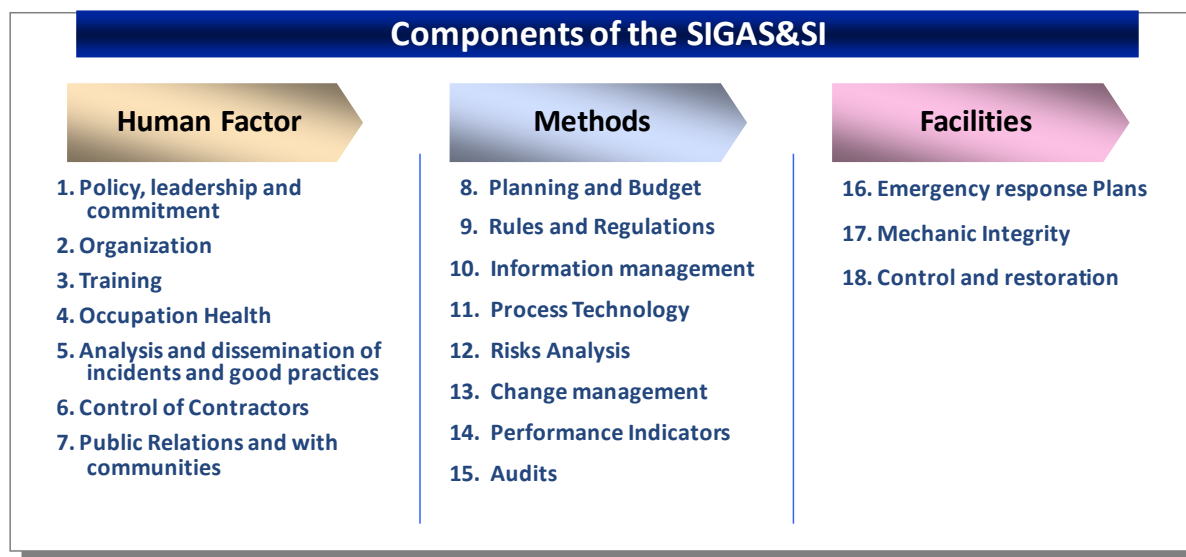 Components of the SIGAS&SI
Human Factor
1. Policy, leadership and
commitment
2. Organization
3. Training
4. Occupation Health
5. Analysis and dissemination of
incidents and good practices
6. Control of Contractors
7. Public Relations and with
communities
Methods
8. Planning and Budget
9. Rules and Regulations
10. Information management
11. Process Technology
12. Risks Analysis
13. Change management
14. Performance Indicators
15. Audits
Facilities
16. Emergency response Plans
17. Mechanic Integrity
18. Control and restoration